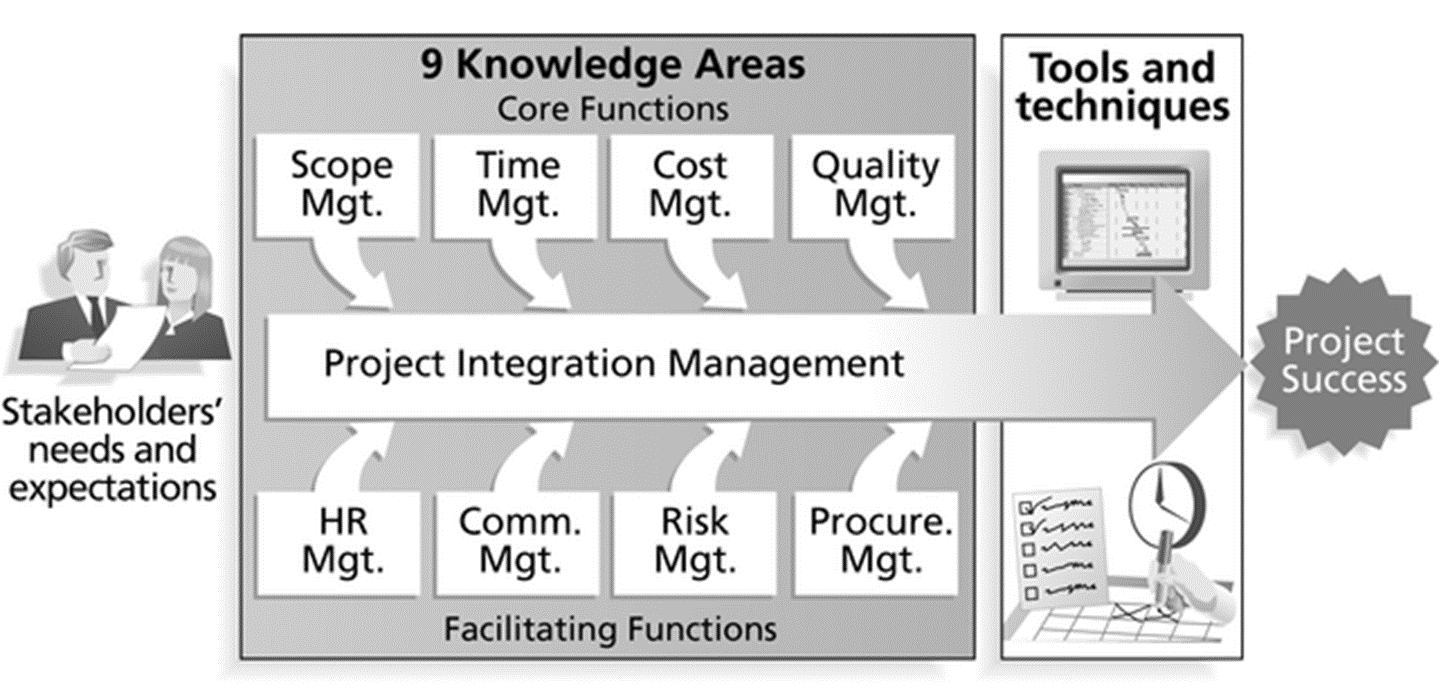 9 Knowledge Areas
Core Functions
Scope
Mgt.
Time
Mgt.
Cost
Mgt.
Quality
Mgt.
Tools and
techniques
Stakeholders’
needs and
expectations
Project Integration Management
Project
Success
HR
Mgt.
Comm.
Mgt.
Risk
Mgt.
Procure.
Mgt.
Facilitating Functions